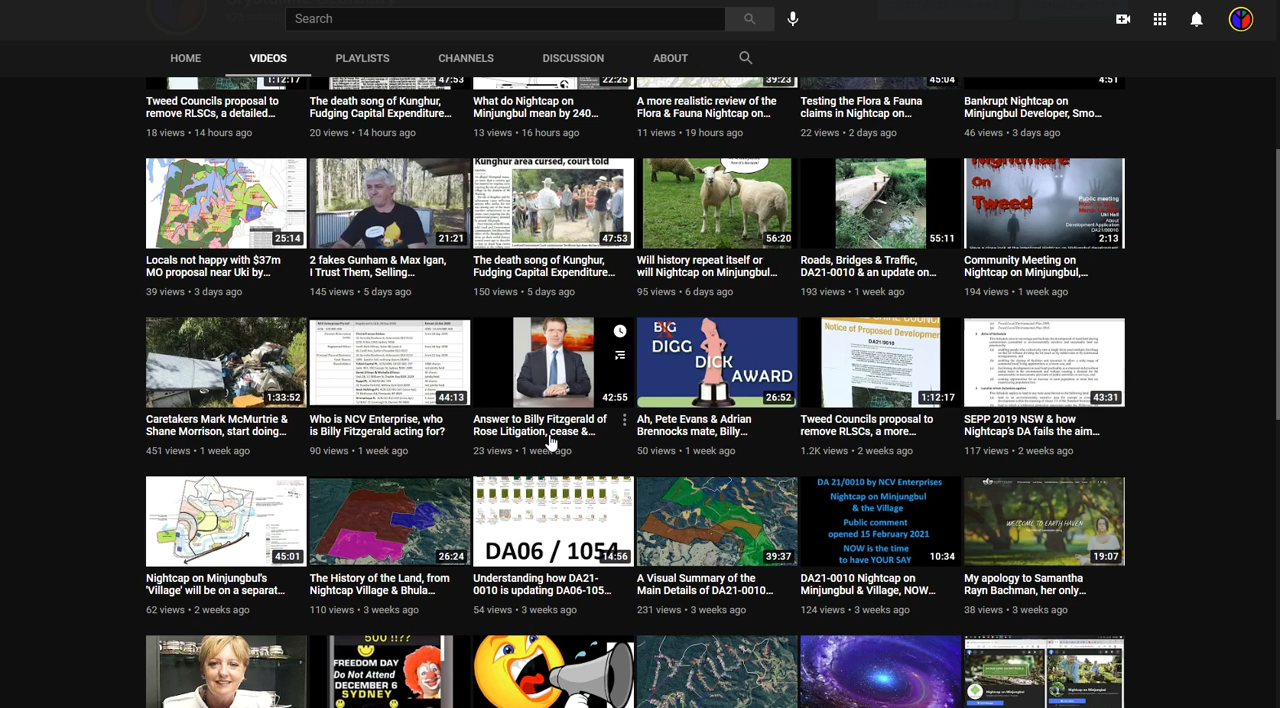 Search
HOME
VIDEOS
PLAYLISTS
CHANNELS
DISCUSSION
ABOUT
1:12:17
47:53
22:25
39:23
45:04
4:51
Tweed Councils proposal to
remove RLSCs, a detailed...
18 views • 14 hours ago
The death song of Kunghur,
Fudging Capital Expenditure...
20 views • 14 hours ago
What do Nightcap on
Minjungbul mean by 240...
13 views • 16 hours ago
A more realistic review of the
Flora & Fauna Nightcap on...
11 views • 19 hours ago
Testing the Flora & Fauna
claims in Nightcap on...
22 views • 2 days ago
Bankrupt Nightcap on
Minjungbul Developer, Smo...
46 views • 3 days ago
25:14
21:21
Kunghur area cursed, court told
47:53
56:20
55:11
Nightmare
On
Tweed
Public meeting
Uki Hall
About
Development Application
DA21/0010
2:13
Locals not happy with $37m
MO proposal near Uki by...
39 views • 3 days ago
2 fakes Gunham & Max Igan,
I Trust Them, Selling...
145 views • 5 days ago
The death song of Kunghur,
Fudging Capital Expenditure...
150 views • 5 days ago
Will history repeat itself or
will Nightcap on Minjungbul...
95 views • 6 days ago
Roads, Bridges & Traffic,
DA21-0010 & an update on...
193 views • 1 week ago
Community Meeting on
Nightcap on Minjungbul,...
194 views • 1 week ago
1:33:52
44:13
42:55
BIG
DIGG
DICK
AWARD
26:52
Notice of Proposed Developme
DA21/0010
1:12:17
43:31
Caretakers Mark McMurtrie &
Shane Morrison, start doing...
451 views • 1 week ago
Who is NCV Enterprise, who
is Billy Fitzgerald acting for?
90 views • 1 week ago
Answer to Billy Fitzgerald of
Rose Litigation, cease &...
23 views • 1 week ago
Ah, Pete Evans & Adrian
Brennocks mate, Billy...
50 views • 1 week ago
Tweed Councils proposal to
remove RLSCs, a more...
1.2K views • 2 weeks ago
SEPP 2019 NSW & how
Nightcap's DA fails the aim...
117 views • 2 weeks ago
45:01
26:24
DA06 / 1054
14:56
39:37
DA 21/0010 by NCV Enterprises
Nightcap on Minjungbul
& the Village
Public comment
opened 15 February 2021
NOW is the time
to have YOUR SAY
10:34
WELCOME TO EARTH HAVEN
19:07
Nightcap on Minjungbul's
'Village' will be on a separat...
62 views • 2 weeks ago
The History of the Land, from
Nightcap Village & Bhula...
110 views • 3 weeks ago
Understanding how DA21-
0010 is updating DA06-105...
54 views • 3 weeks ago
A Visual Summary of the
Main Details of DA21-0010...
231 views • 3 weeks ago
DA21-0010 Nightcap on
Minjungbul & Village, NOW...
124 views • 3 weeks ago
My apology to Samantha
Rayn Bachman, her only...
38 views • 3 weeks ago
500 !!??
FREEDOM DAY
Do Not Attend
DECEMBER 6
SYDNEY